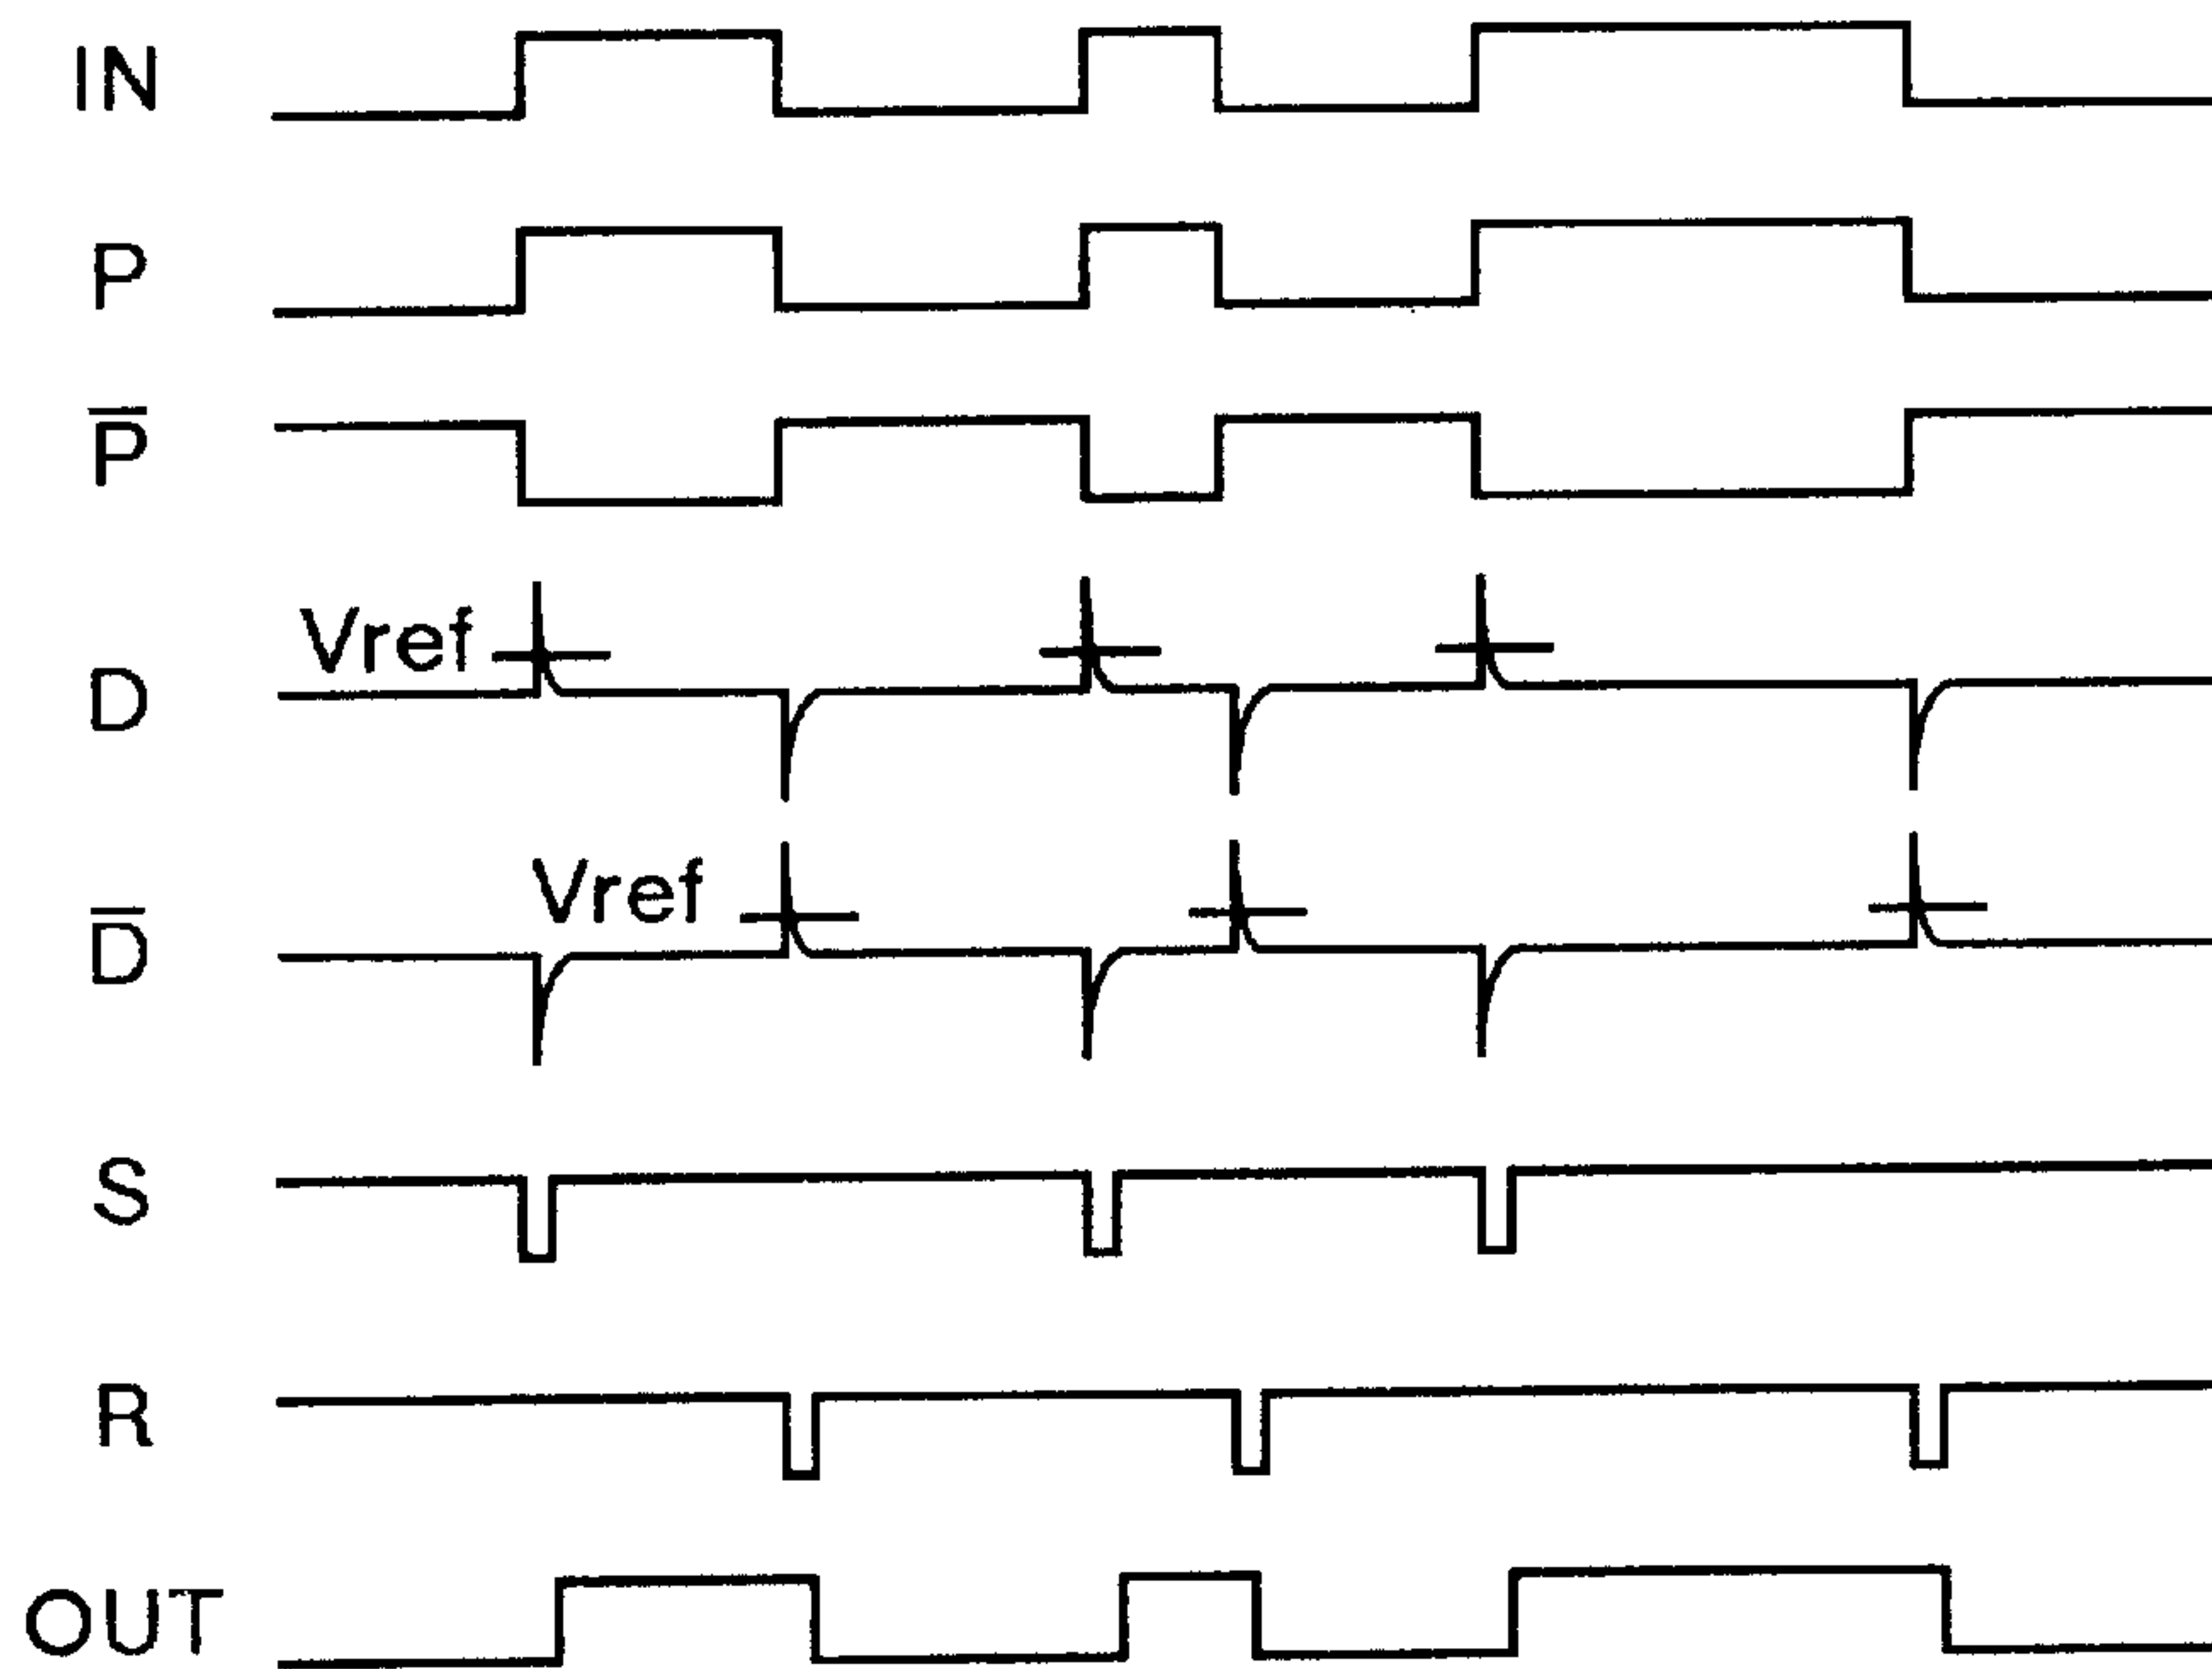 IN
P
P̅
Vref
D
Vref
D̅
S
R
OUT